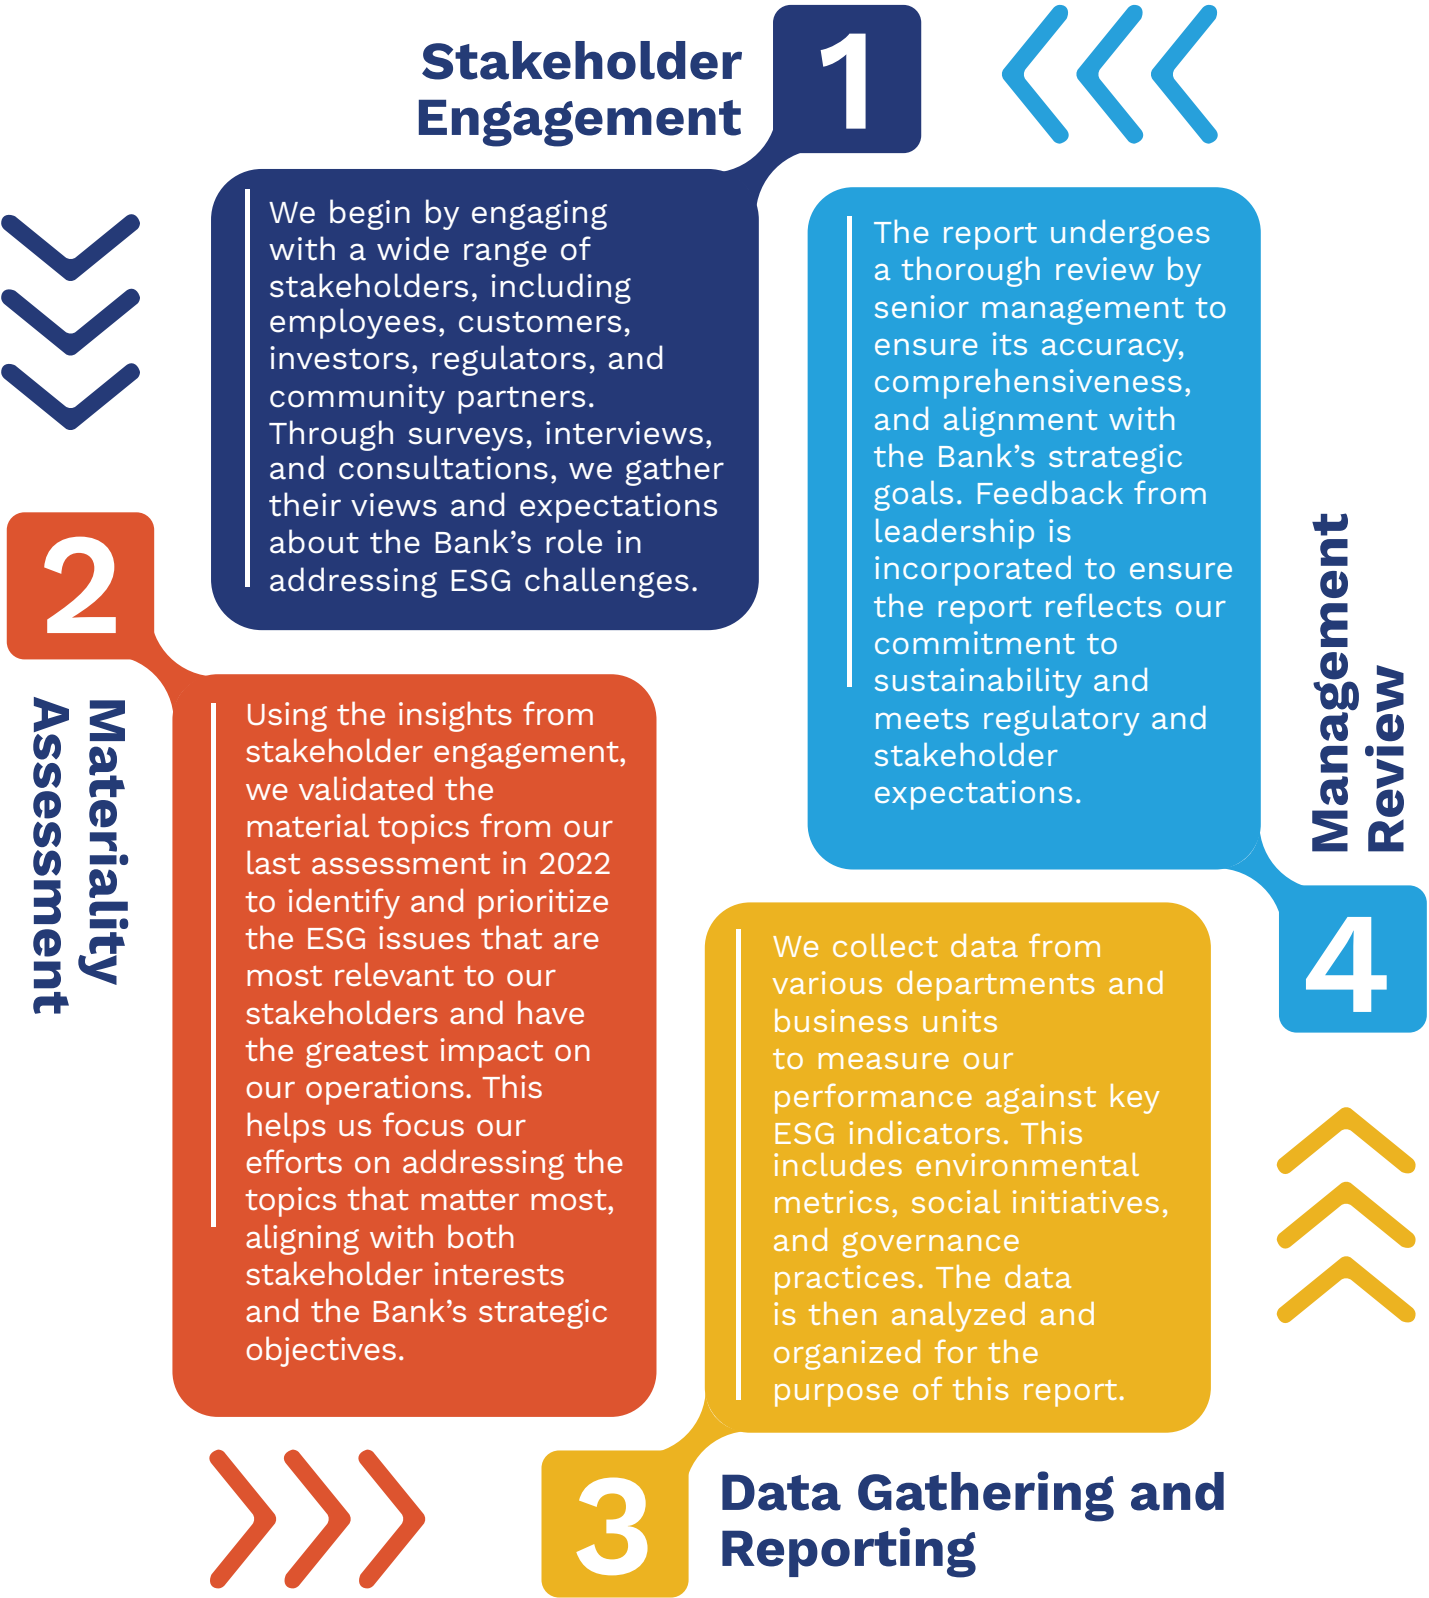 1
Stakeholder
Engagement
We begin by engaging
with a wide range of
stakeholders, including
employees, customers,
investors, regulators, and
community partners.
Through surveys, interviews,
and consultations, we gather
their views and expectations
about the Bank’s role in
addressing ESG challenges.
2
Materiality
Assessment
Using the insights from
stakeholder engagement,
we validated the
material topics from our
last assessment in 2022
to identify and prioritize
the ESG issues that are
most relevant to our
stakeholders and have
the greatest impact on
our operations. This
helps us focus our
efforts on addressing the
topics that matter most,
aligning with both
stakeholder interests
and the Bank’s strategic
objectives.
3
Data Gathering and
Reporting
We collect data from
various departments and
business units
to measure our
performance against key
ESG indicators. This
includes environmental
metrics, social initiatives,
and governance
practices. The data
is then analyzed and
organized for the
purpose of this report.
4
Management
Review
The report undergoes
a thorough review by
senior management to
ensure its accuracy,
comprehensiveness,
and alignment with
the Bank’s strategic
goals. Feedback from
leadership is
incorporated to ensure
the report reflects our
commitment to
sustainability and
meets regulatory and
stakeholder
expectations.